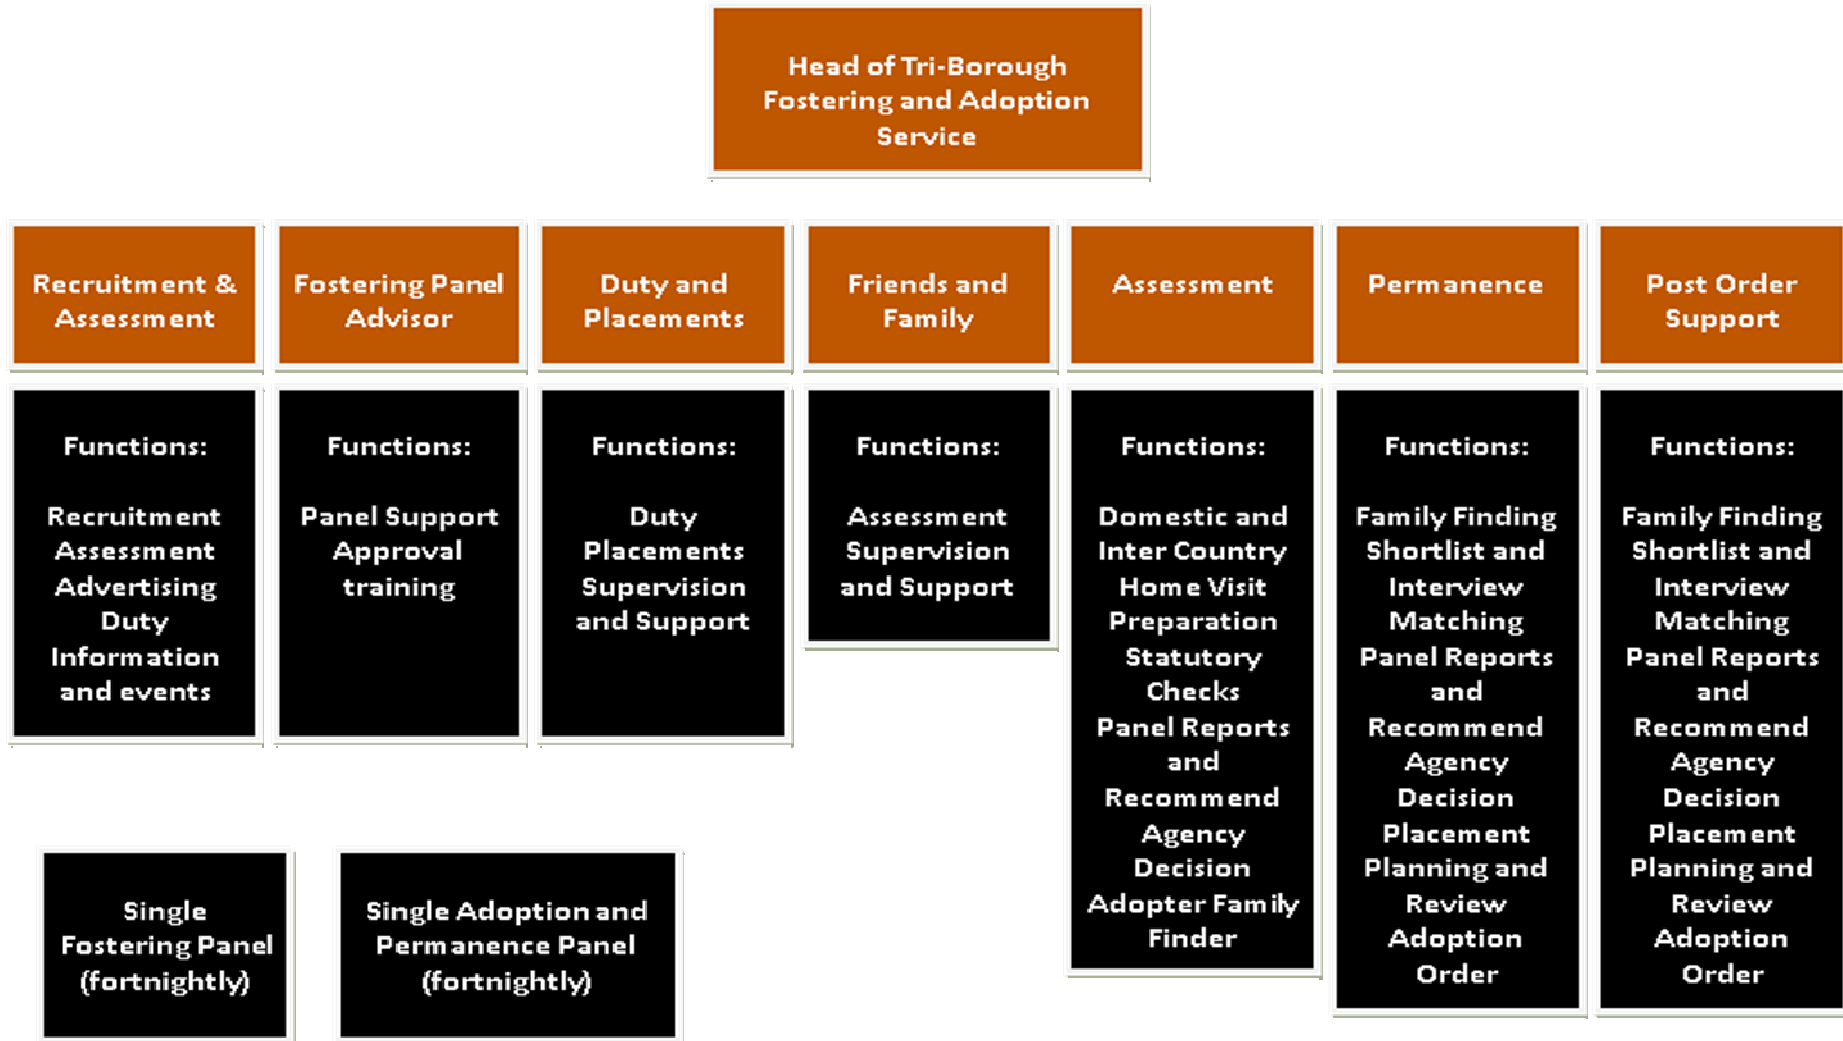 Head of Tri-Borough
Fostering and Adoption
Service
Recruitment &
Assessment
Fostering Panel
Advisor
Duty and
Placements
Friends and
Family
Assessment
Permanence
Post Order
Support
Functions:
Recruitment
Assessment
Advertising
Duty
Information
and events
Functions:
Panel Support
Approval
training
Functions:
Duty
Placements
Supervision
and Support
Functions:
Assessment
Supervision
and Support
Functions:
Domestic and
Inter Country
Home Visit
Preparation
Statutory
Checks
Panel Reports
and
Recommend
Agency
Decision
Adopter Family
Finder
Functions:
Family Finding
Shortlist and
Interview
Matching
Panel Reports
and
Recommend
Agency
Decision
Placement
Planning and
Review
Adoption
Order
Functions:
Family Finding
Shortlist and
Interview
Matching
Panel Reports
and
Recommend
Agency
Decision
Placement
Planning and
Review
Adoption
Order
Single
Fostering Panel
(fortnightly)
Single Adoption and
Permanence Panel
(fortnightly)